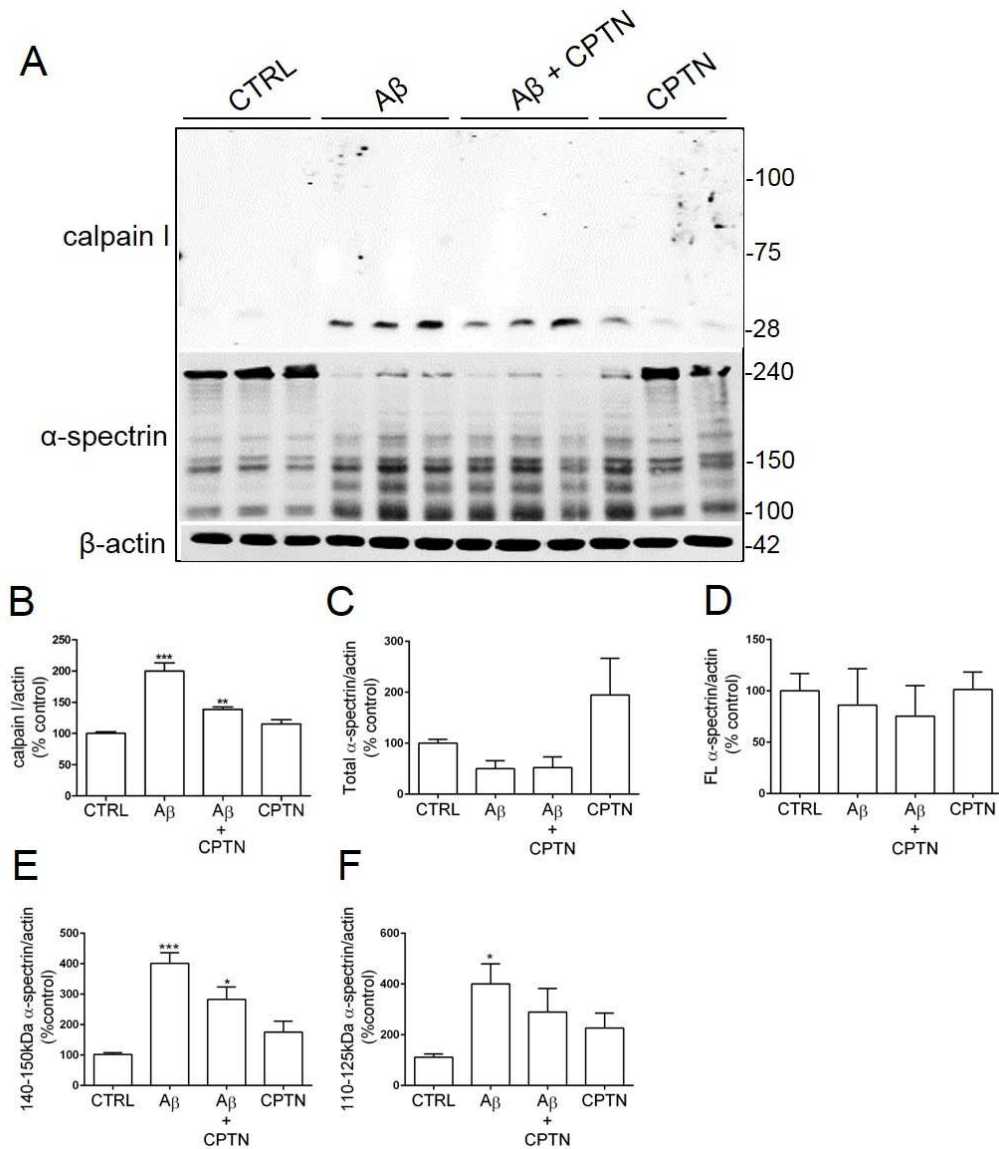 A
CTRL
Aβ
Aβ + CPTN
CPTN
calpain I
-100
-75
-28
α-spectrin
-240
-150
-100
β-actin
-42
B
calpain I/actin
(% control)
250
200
150
100
50
0
***
**
CTRL
Aβ
Aβ
+
CPTN
CPTN
C
Total α-spectrin/actin
(% control)
300
200
100
0
CTRL
Aβ
Aβ
+
CPTN
CPTN
D
FL α-spectrin/actin
(% control)
150
100
50
0
CTRL
Aβ
Aβ
+
CPTN
CPTN
E
140-150kDa α-spectrin/actin
(%control)
500
400
300
200
100
0
***
*
CTRL
Aβ
Aβ
+
CPTN
CPTN
F
110-125kDa α-spectrin/actin
(% control)
600
400
200
0
*
CTRL
Aβ
Aβ
+
CPTN
CPTN